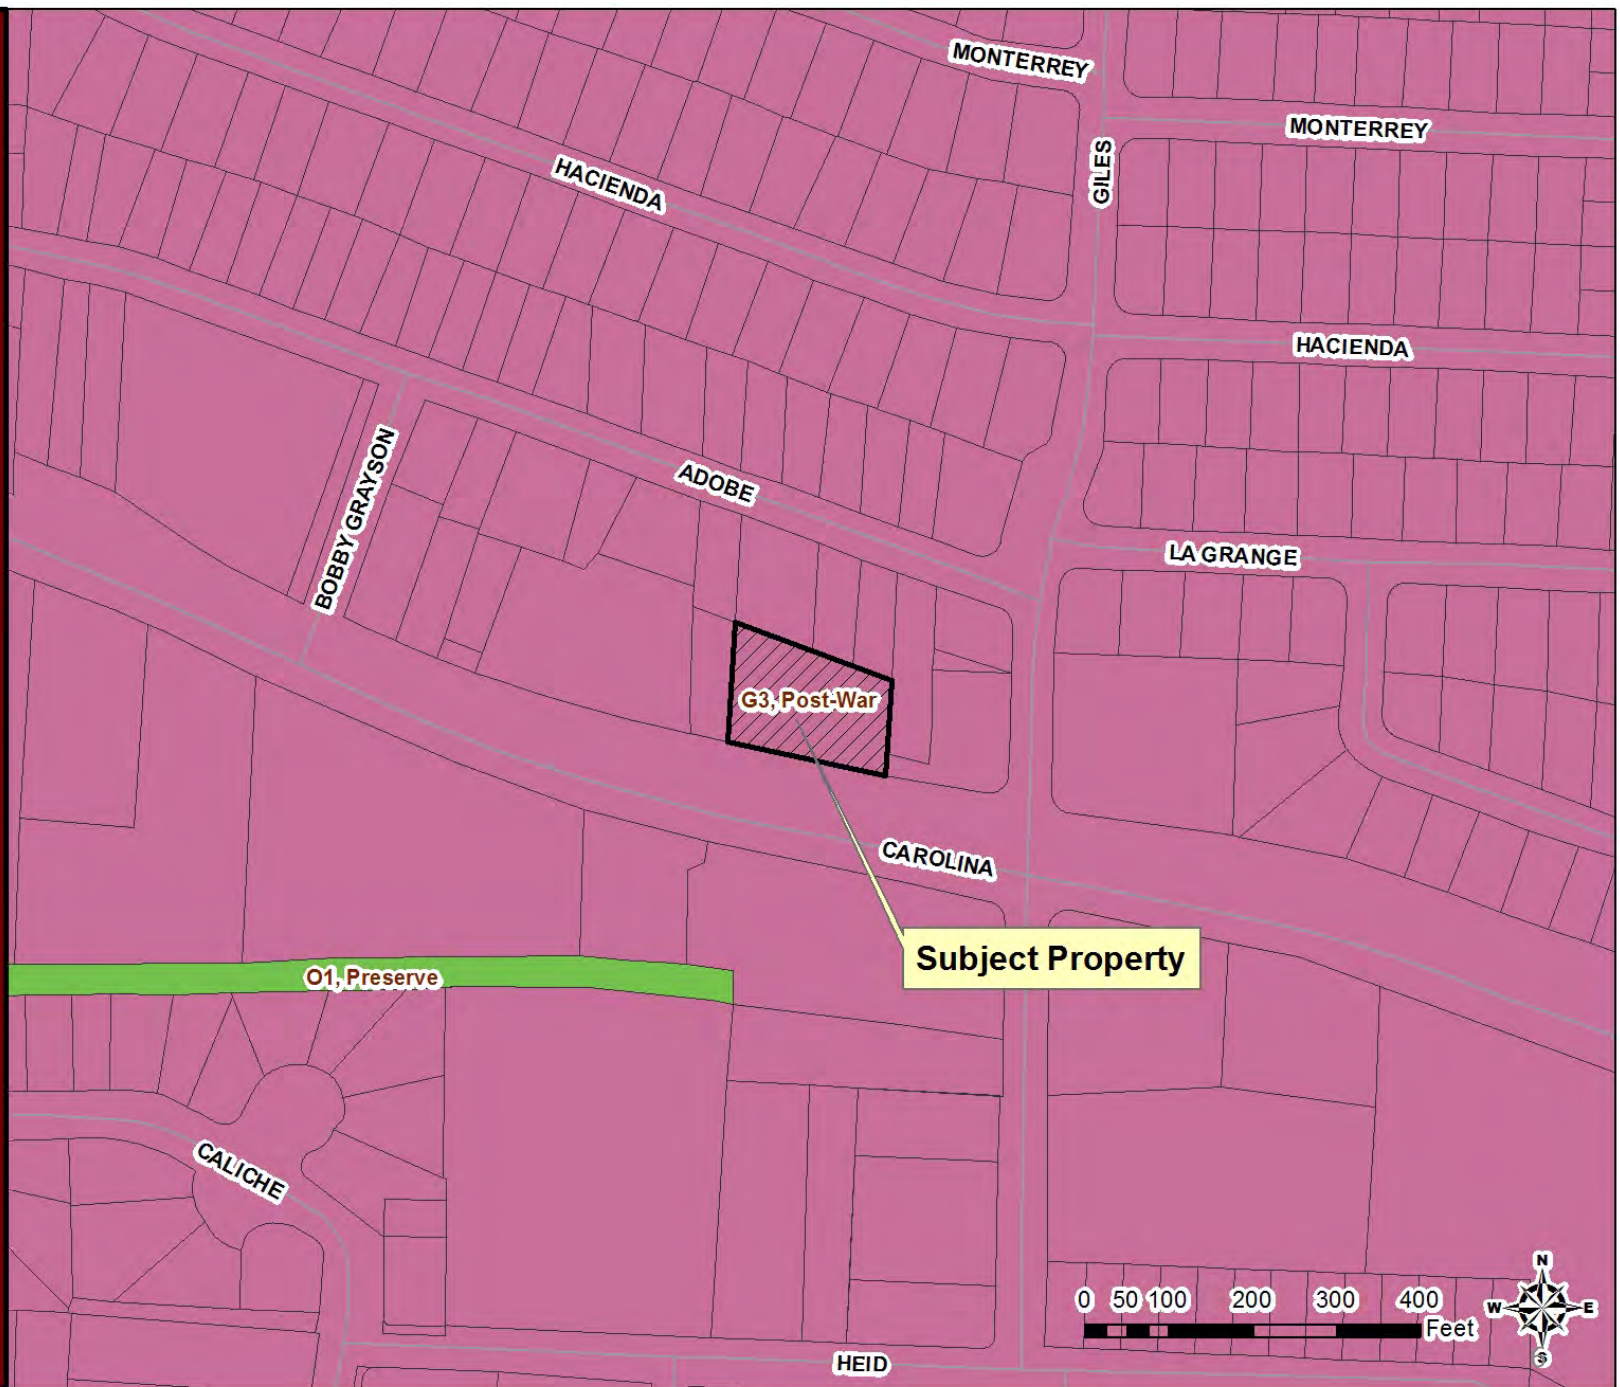 MONTERREY
MONTERREY
GILES
HACIENDA
HACIENDA
BOBBY GRAYSON
ADOBE
LA GRANGE
G3, Post-War
CAROLINA
Subject Property
O1, Preserve
CALICHE
0 50 100 200 300 400
Feet
N
W E
S
HEID